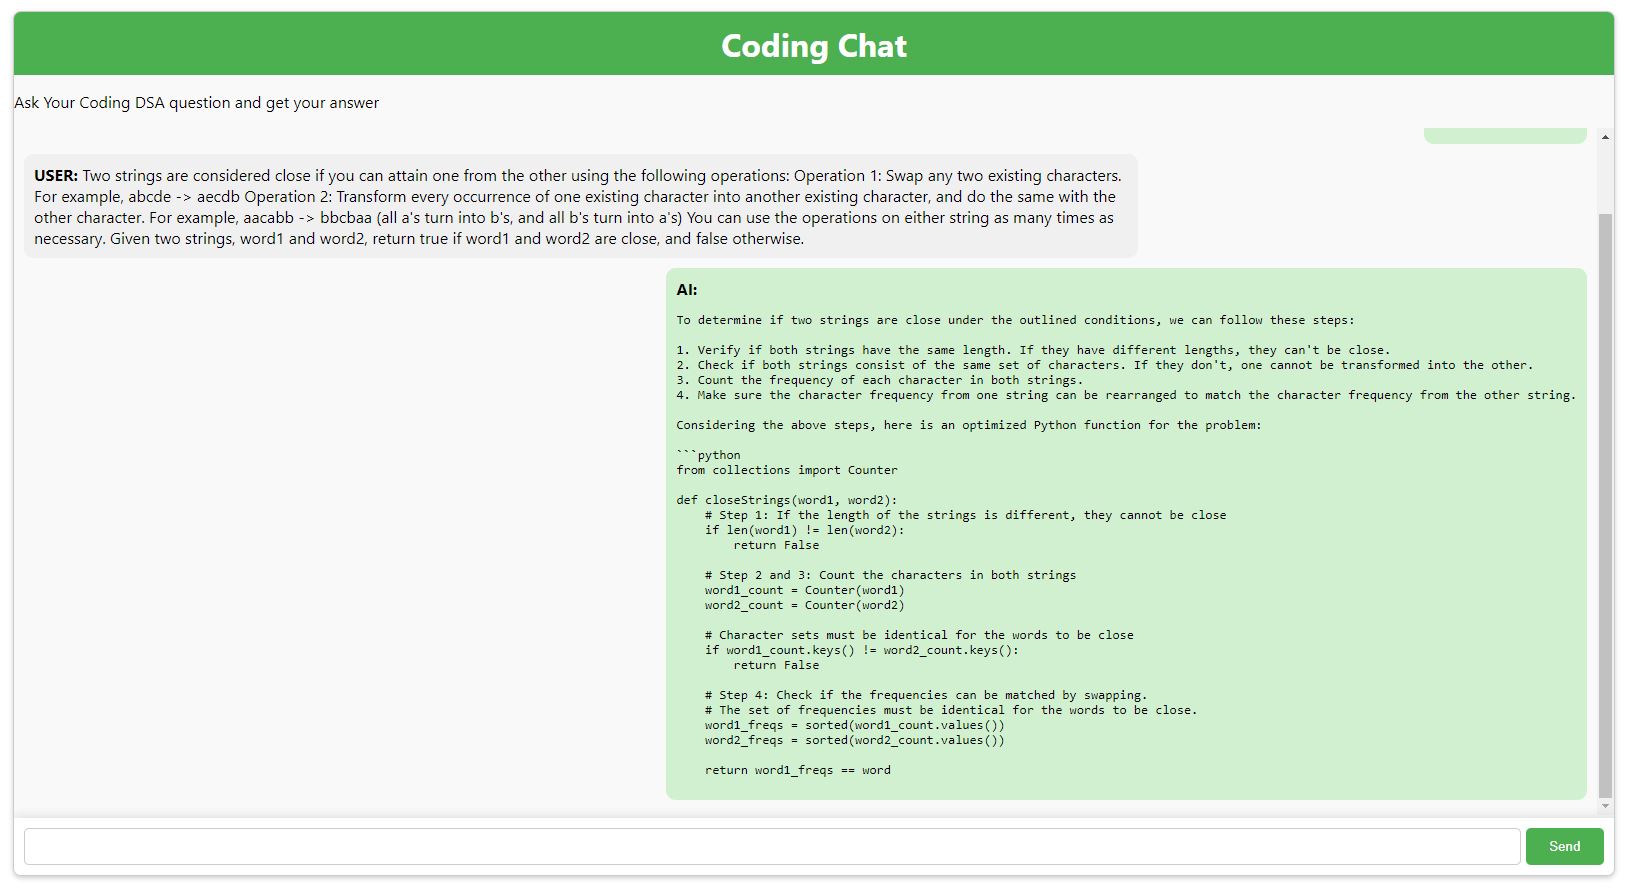 Coding Chat
Ask Your Coding DSA question and get your answer
USER: Two strings are considered close if you can attain one from the other using the following operations: Operation 1: Swap any two existing characters.
For example, abcde -> aecdb Operation 2: Transform every occurrence of one existing character into another existing character, and do the same with the
other character. For example, aacabb -> bbcbaa (all a's turn into b's, and all b's turn into a's) You can use the operations on either string as many times as
necessary. Given two strings, word1 and word2, return true if word1 and word2 are close, and false otherwise.
AI:
To determine if two strings are close under the outlined conditions, we can follow these steps:
1. Verify if both strings have the same length. If they have different lengths, they can't be close.
2. Check if both strings consist of the same set of characters. If they don't, one cannot be transformed into the other.
3. Count the frequency of each character in both strings.
4. Make sure the character frequency from one string can be rearranged to match the character frequency from the other string.
Considering the above steps, here is an optimized Python function for the problem:
```python
from collections import Counter
def closeStrings(word1, word2):
    # Step 1: If the length of the strings is different, they cannot be close
    if len(word1) != len(word2):
        return False
    # Step 2 and 3: Count the characters in both strings
    word1_count = Counter(word1)
    word2_count = Counter(word2)
    # Character sets must be identical for the words to be close
    if word1_count.keys() != word2_count.keys():
        return False
    # Step 4: Check if the frequencies can be matched by swapping.
    # The set of frequencies must be identical for the words to be close.
    word1_freqs = sorted(word1_count.values())
    word2_freqs = sorted(word2_count.values())
    return word1_freqs == word
Send